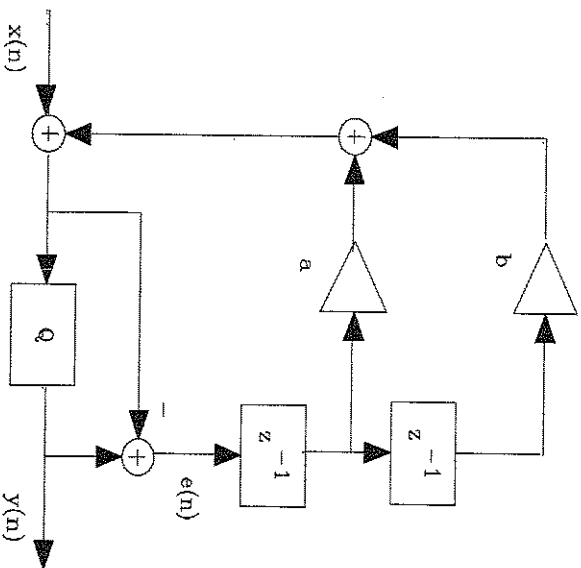 x(n)
+
+
a
b
Q
−
+
e(n)
z⁻¹
z⁻¹
y(n)